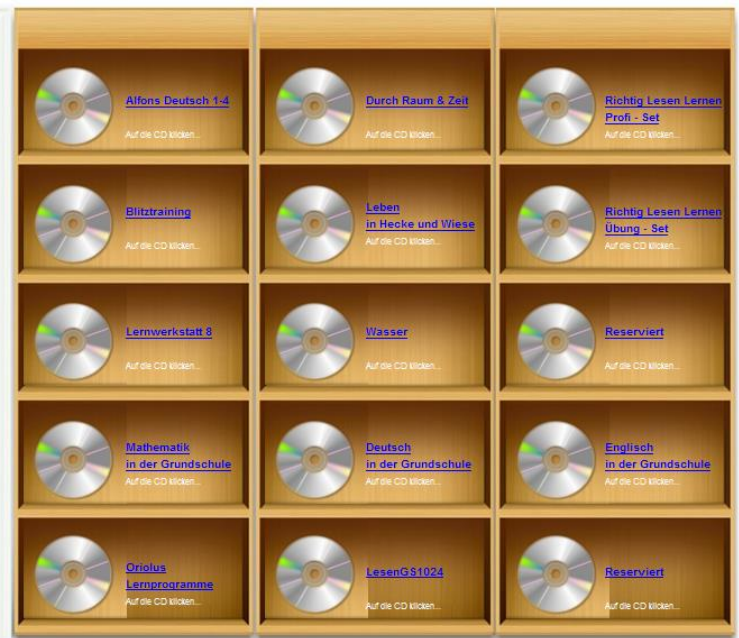 Alfons Deutsch 1-4
Auf die CD klicken...
Durch Raum & Zeit
Auf die CD klicken...
Richtig Lesen Lernen
Profi - Set
Auf die CD klicken...
Blitztraining
Auf die CD klicken...
Leben
in Hecke und Wiese
Auf die CD klicken...
Richtig Lesen Lernen
Übung - Set
Auf die CD klicken...
Lernwerkstatt 8
Auf die CD klicken...
Wasser
Auf die CD klicken...
Reserviert
Auf die CD klicken...
Mathematik
in der Grundschule
Auf die CD klicken...
Deutsch
in der Grundschule
Auf die CD klicken...
Englisch
in der Grundschule
Auf die CD klicken...
Oriolus
Lernprogramme
Auf die CD klicken...
LesenGS1024
Auf die CD klicken...
Reserviert
Auf die CD klicken...